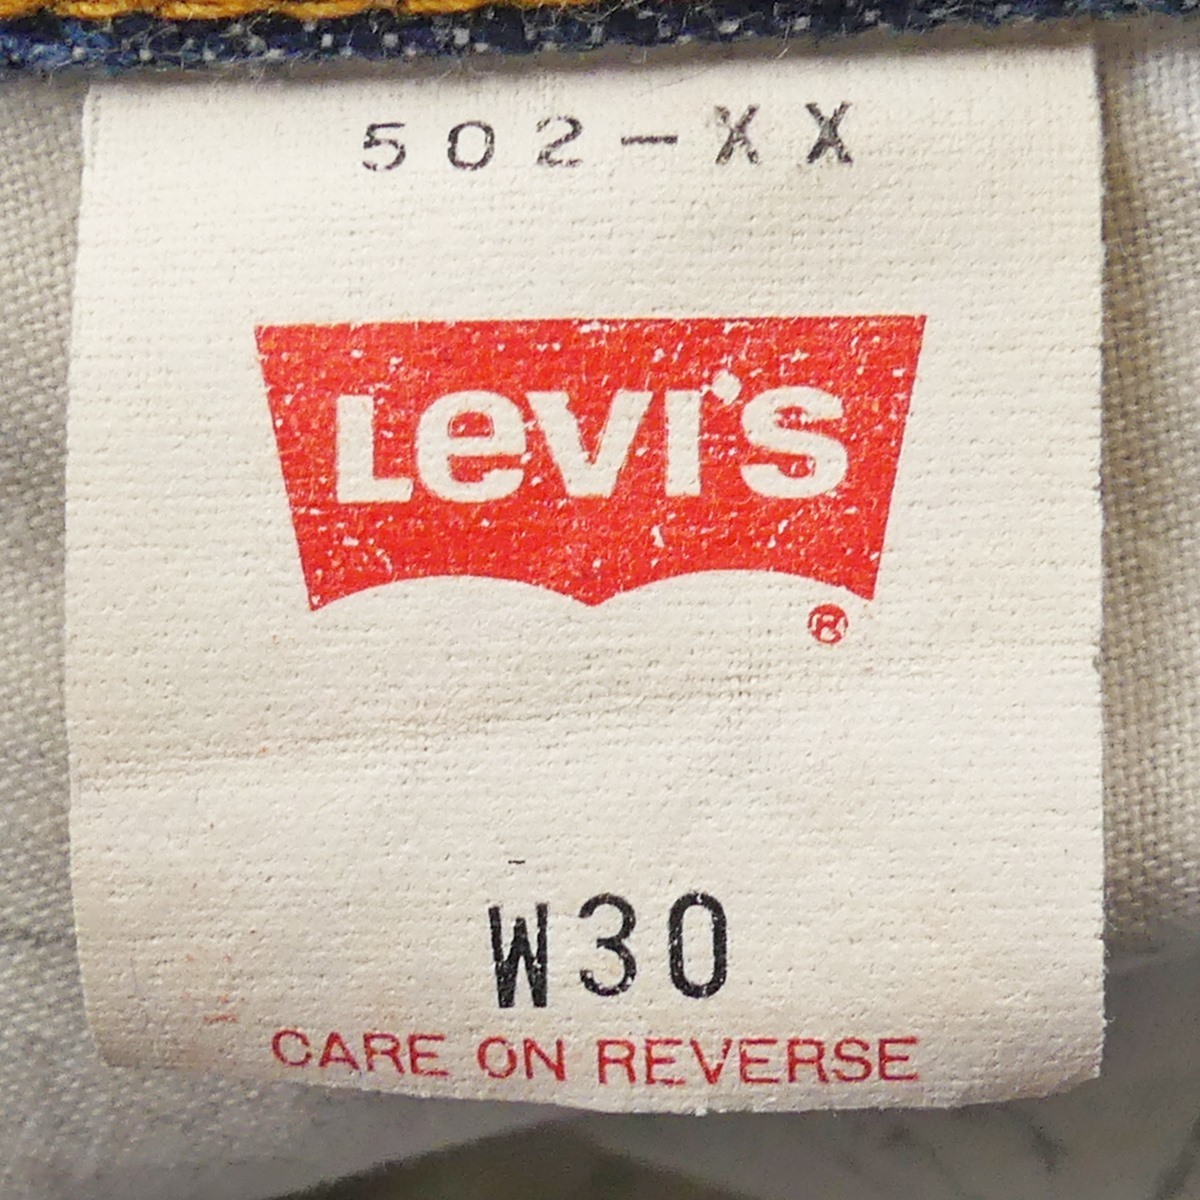 502-XX
Levi's
®
W30
CARE ON REVERSE